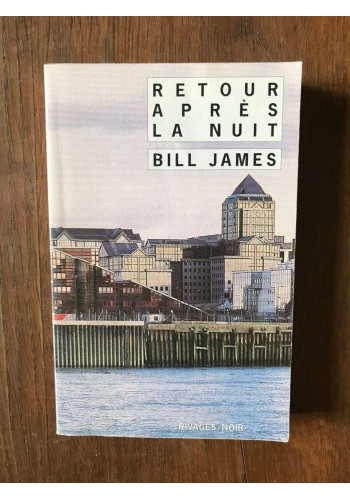 RETOUR
APRÈS
LA NUIT
BILL JAMES
RIVAGES NOIR